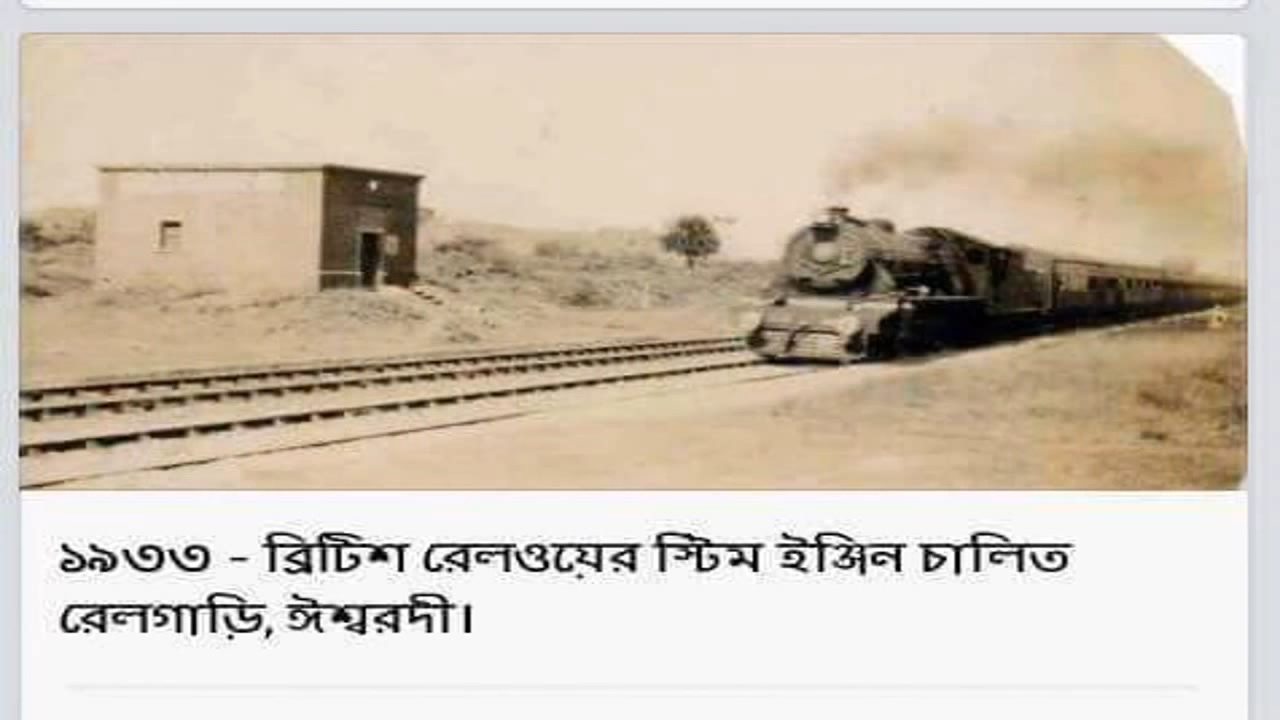 ১৯৩৩ - ব্রিটিশ রেলওয়ের স্টিম ইঞ্জিন চালিত
রেলগাড়ি, ঈশ্বরদী।